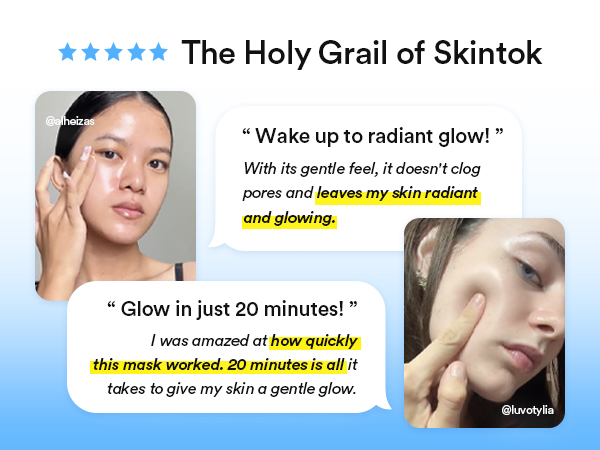 The Holy Grail of Skintok
@alheizas
“ Wake up to radiant glow! ”
With its gentle feel, it doesn't clog
pores and leaves my skin radiant
and glowing.
“ Glow in just 20 minutes! ”
I was amazed at how quickly
this mask worked. 20 minutes is all it
takes to give my skin a gentle glow.
@luvotylia